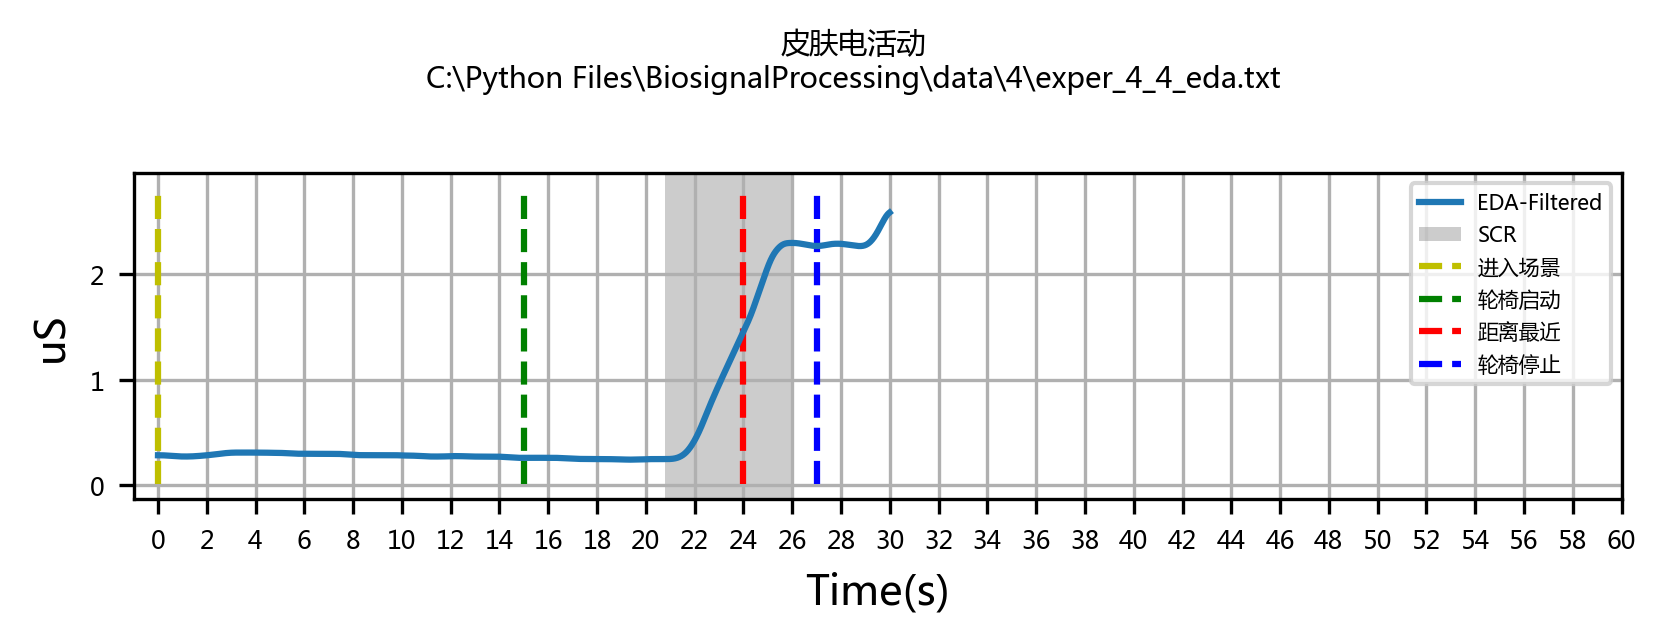 皮肤电活动
C:\Python Files\BiosignalProcessing\data\4\exper_4_4_eda.txt
EDA-Filtered
SCR
进入场景
轮椅启动
距离最近
轮椅停止
uS
2
1
0
0 2 4 6 8 10 12 14 16 18 20 22 24 26 28 30 32 34 36 38 40 42 44 46 48 50 52 54 56 58 60
Time(s)